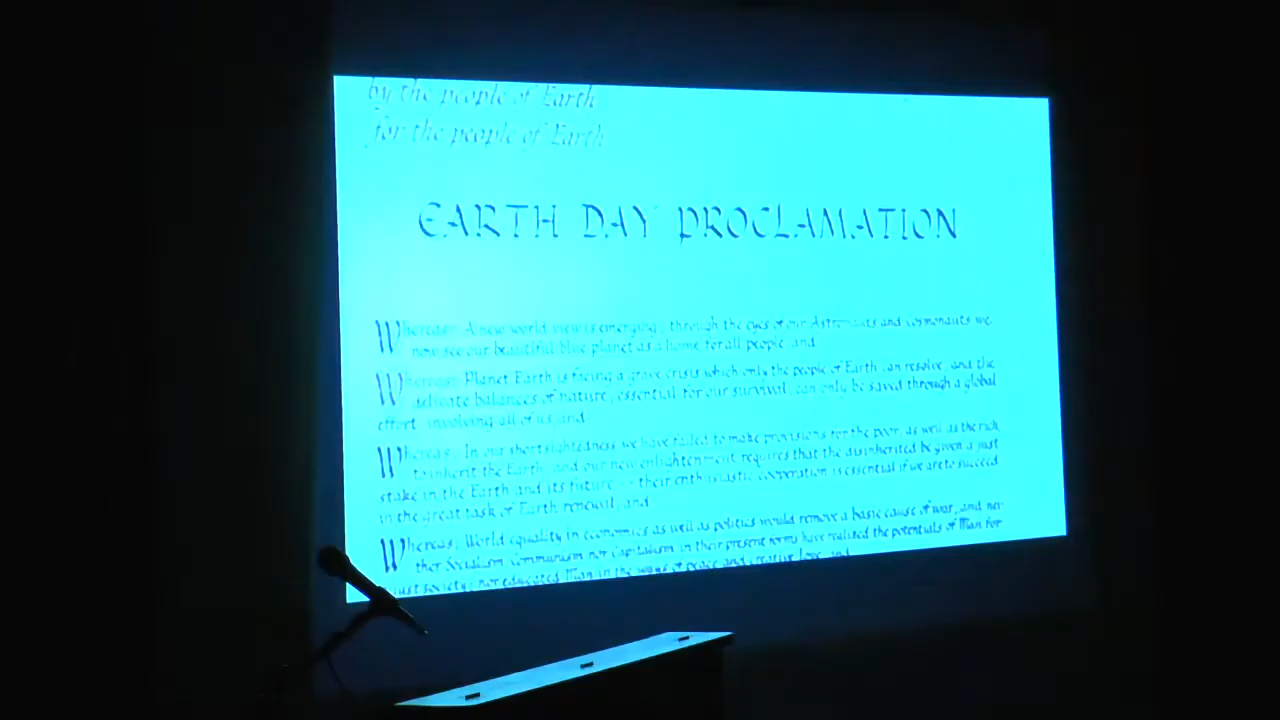 by the people of Earth
for the people of Earth
EARTH DAY PROCLAMATION
Whereas: A new world view is emerging; through the eyes of our Astronauts and cosmonauts we
now see our beautiful blue planet as a home for all people, and
Whereas: Planet Earth is facing a grave crisis which only the people of Earth can resolve, and the
delicate balances of nature, essential for our survival, can only be saved through a global
effort, involving all of us, and
Whereas: In our shortsightedness we have failed to make provisions for the poor, as well as the rich,
to inherit the Earth, and our new enlightenment requires that the disinherited be given a just
stake in the Earth and its future -- their enthusiastic cooperation is essential if we are to succeed
in the great task of Earth renewal, and
Whereas: World equality in economics as well as politics would remove a basic cause of war, and nei-
ther Socialism, Communism nor Capitalism in their present forms have realized the potentials of Man for
a just society; nor educated Man in the ways of peace and creative love, and